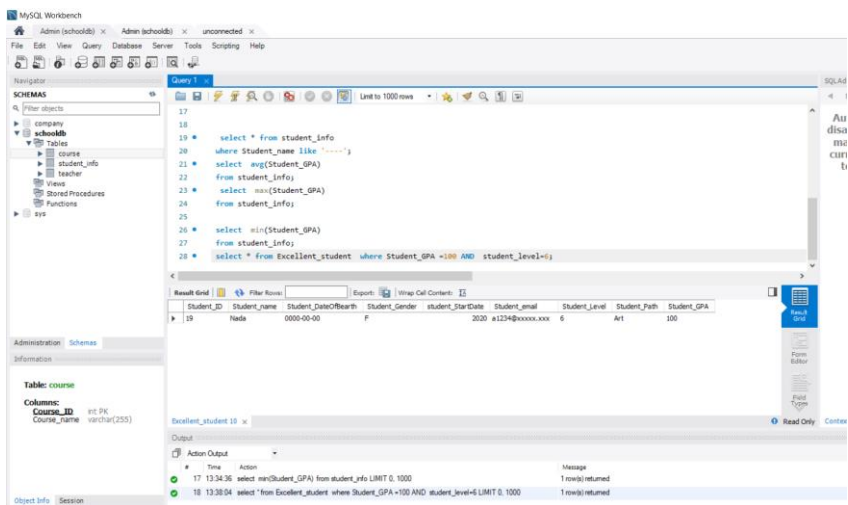 MySQL Workbench
Admin (schooldb) × Admin (schooldb) × unconnected ×
File Edit View Query Database Server Tools Scripting Help
Navigator
SCHEMAS
Filter objects
company
schooldb
Tables
course
student_info
teacher
Views
Stored Procedures
Functions
sys
Administration Schemas
Information
Table: course
Columns:
Course_ID int PK
Course_name varchar(255)
Object Info Session
Query 1 ×
Limit to 1000 rows
17
18
19 select * from student_info
20 where Student_name like '----';
21 select avg(Student_GPA)
22 from student_info;
23 select max(Student_GPA)
24 from student_info;
25
26 select min(Student_GPA)
27 from student_info;
28 select * from Excellent_student where Student_GPA =100 AND student_level=6;
Result Grid Filter Rows: Export: Wrap Cell Content:
Student_ID Student_name Student_DateOfBearth Student_Gender student_StartDate Student_email Student_Level Student_Path Student_GPA
19 Nada 0000-00-00 F 2020 a1234@xxxxx.xxx 6 Art 100
Result Grid
Form Editor
Field Types
Excellent_student 10 ×
Read Only
Output
Action Output
# Time Action Message
17 13:34:36 select min(Student_GPA) from student_info LIMIT 0, 1000 1 row(s) returned
18 13:38:04 select * from Excellent_student where Student_GPA =100 AND student_level=6 LIMIT 0, 1000 1 row(s) returned